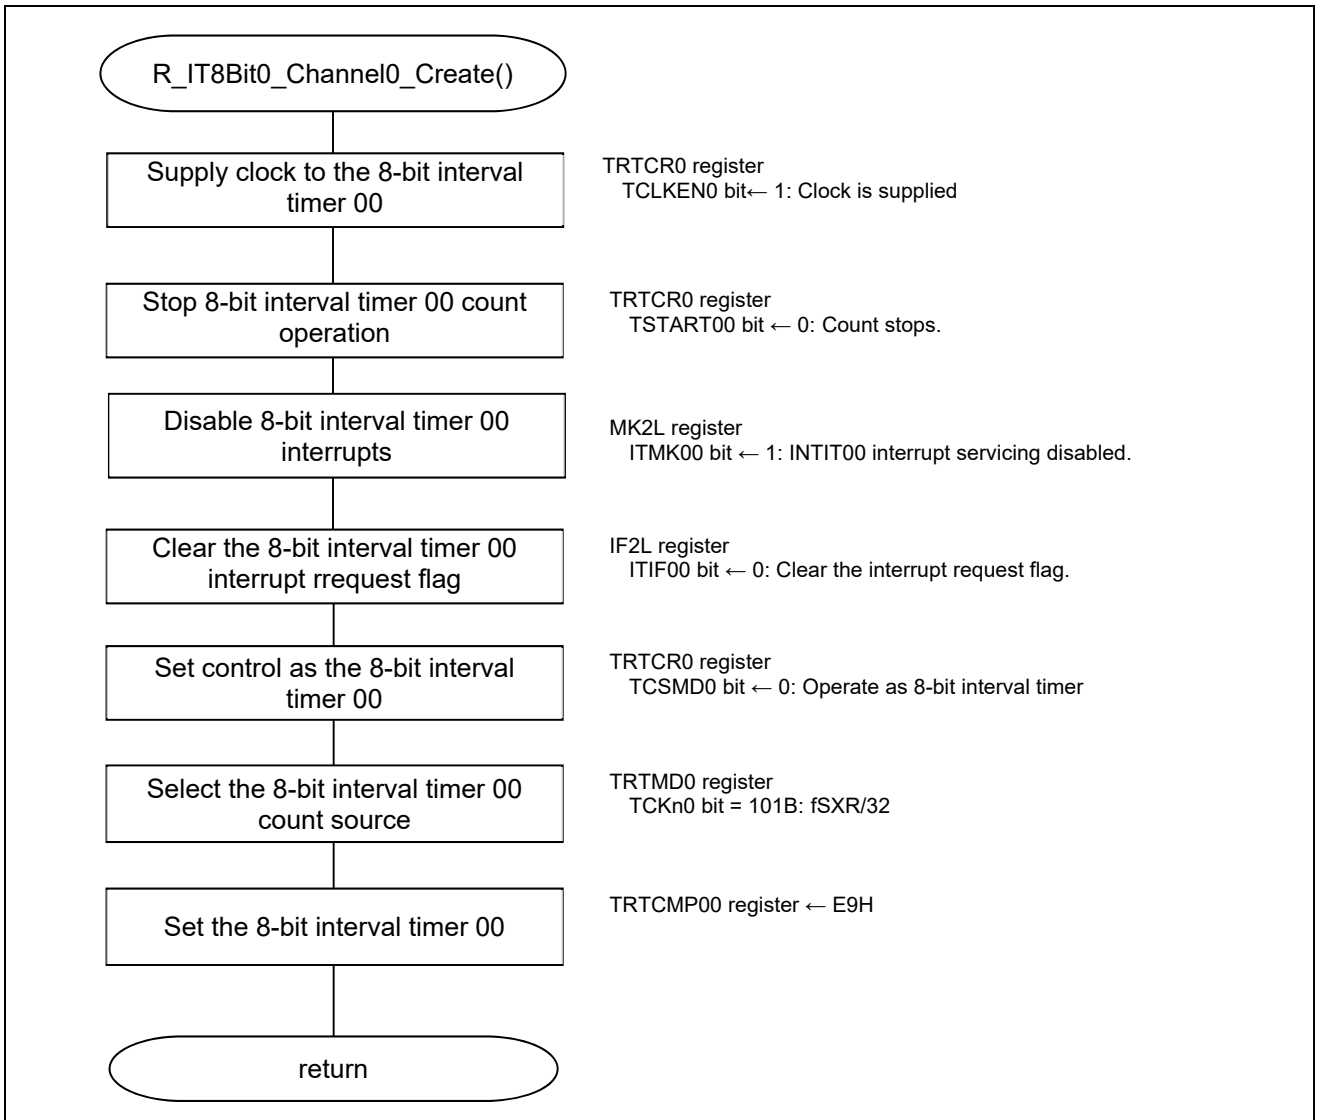 R_IT8Bit0_Channel0_Create()
Supply clock to the 8-bit interval
timer 00
TRTCR0 register
TCLKEN0 bit← 1: Clock is supplied
Stop 8-bit interval timer 00 count
operation
TRTCR0 register
TSTART00 bit ← 0: Count stops.
Disable 8-bit interval timer 00
interrupts
MK2L register
ITMK00 bit ← 1: INTIT00 interrupt servicing disabled.
Clear the 8-bit interval timer 00
interrupt rrequest flag
IF2L register
ITIF00 bit ← 0: Clear the interrupt request flag.
Set control as the 8-bit interval
timer 00
TRTCR0 register
TCSMD0 bit ← 0: Operate as 8-bit interval timer
Select the 8-bit interval timer 00
count source
TRTMD0 register
TCKn0 bit = 101B: fSXR/32
Set the 8-bit interval timer 00
TRTCMP00 register ← E9H
return